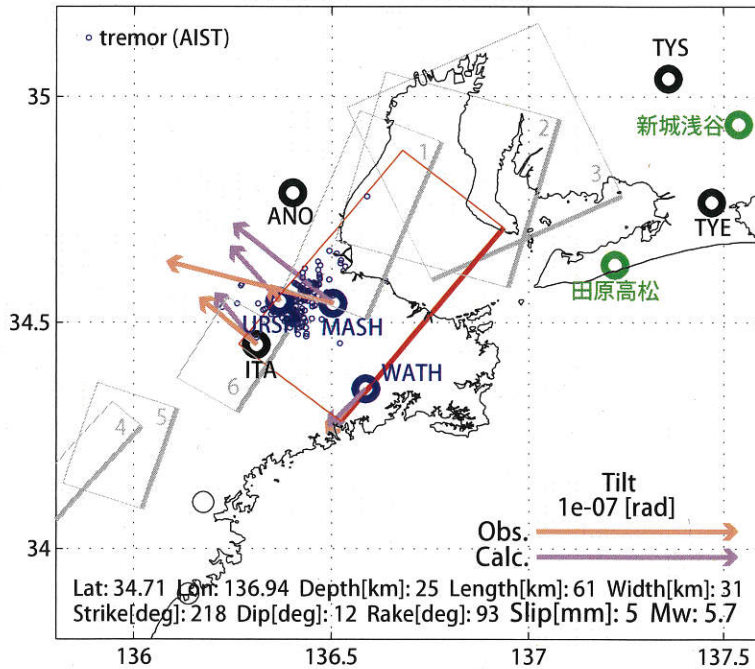 tremor (AIST)
TYS
35
新城浅谷
1
2
3
ANO
TYE
田原高松
34.5
URSH
MASH
ITA
WATH
6
5
4
Tilt
1e-07 [rad]
Obs.
34
Calc.
Lat: 34.71 Lon: 136.94 Depth[km]: 25 Length[km]: 61 Width[km]: 31
Strike[deg]: 218 Dip[deg]: 12 Rake[deg]: 93 Slip[mm]: 5 Mw: 5.7
136 136.5 137 137.5